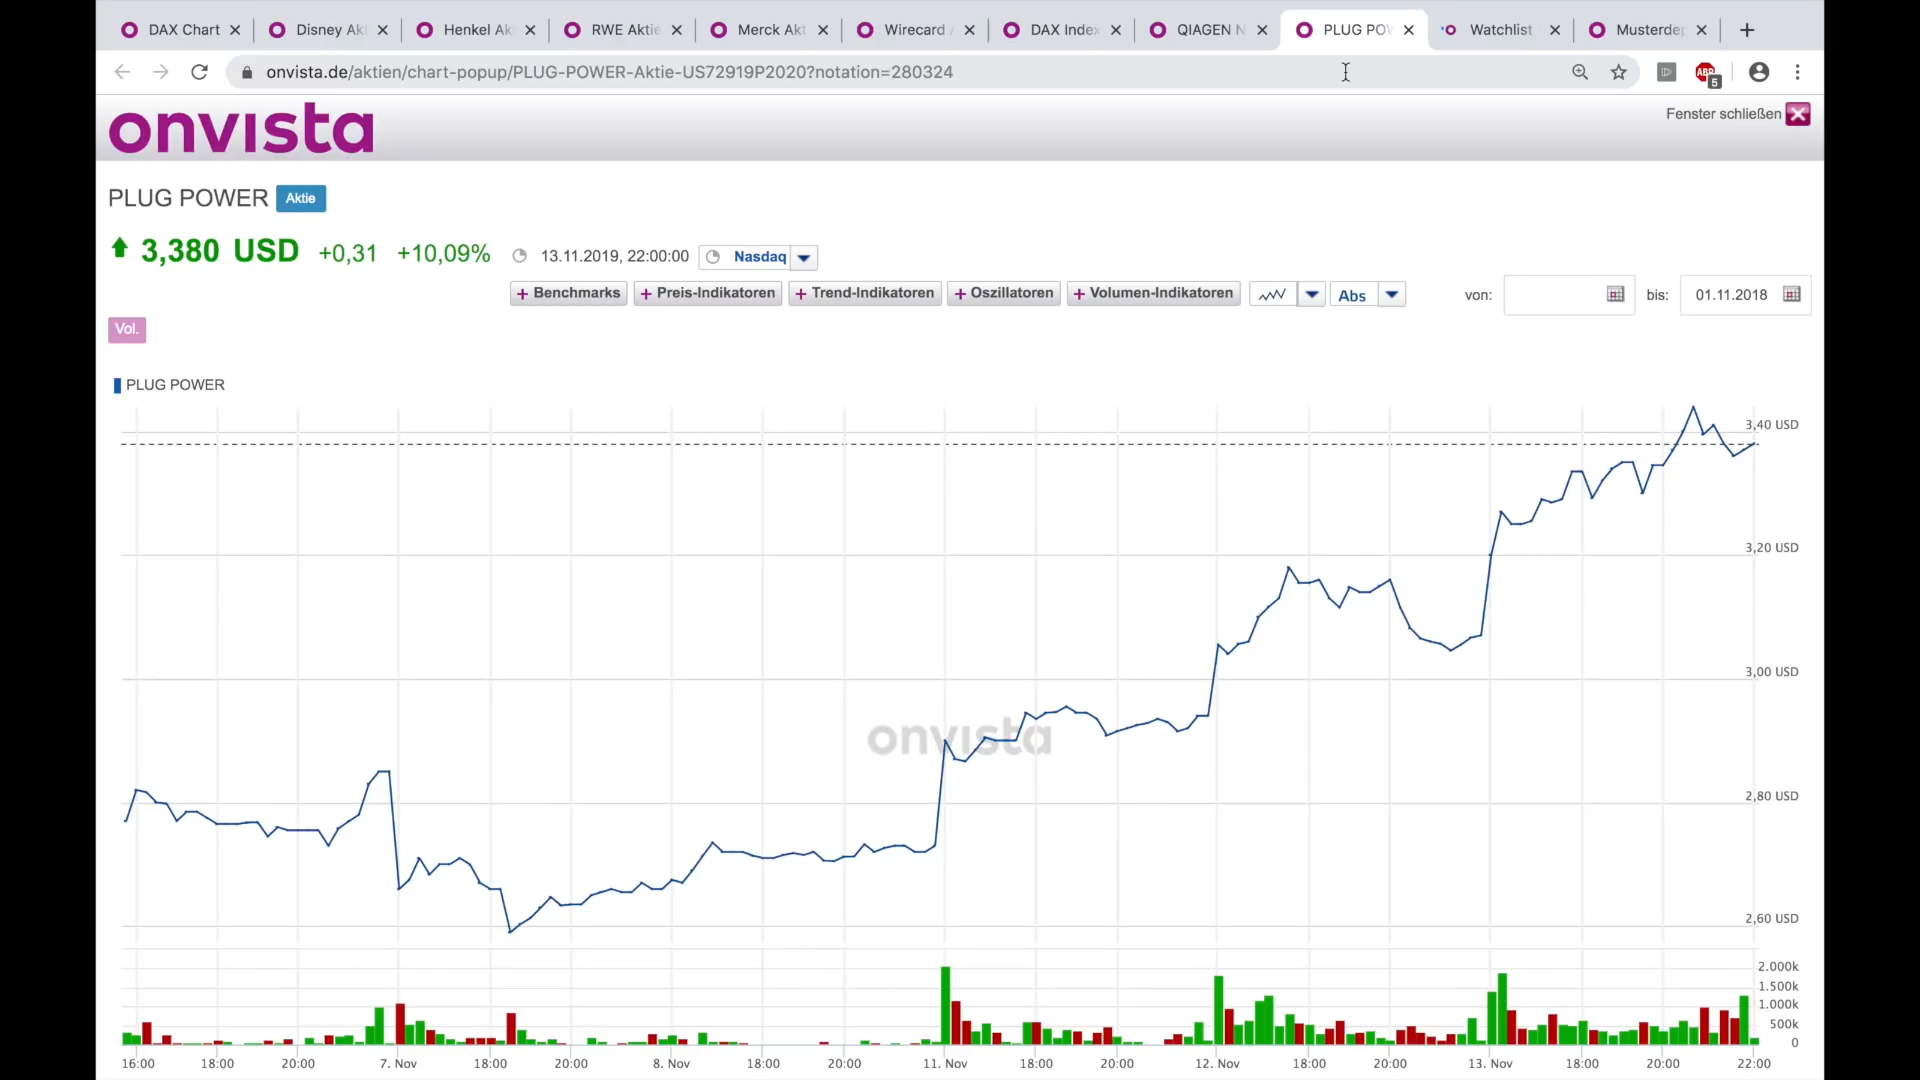 DAX Chart
Disney Ak
Henkel Ak
RWE Aktie
Merck Akt
Wirecard
DAX Index
QIAGEN N
PLUG POW
Watchlist
Musterdep
onvista.de/aktien/chart-popup/PLUG-POWER-Aktie-US72919P2020?notation=280324
ABP
5
onvista
Fenster schließen
PLUG POWER Aktie
3,380 USD +0,31 +10,09% 13.11.2019, 22:00:00 Nasdaq
+ Benchmarks + Preis-Indikatoren + Trend-Indikatoren + Oszillatoren + Volumen-Indikatoren Abs von: bis: 01.11.2018
Vol.
PLUG POWER
3,40 USD
3,20 USD
3,00 USD
onvista
2,80 USD
2,60 USD
2.000k
1.500k
1.000k
500k
0
16:00 18:00 20:00 7. Nov 18:00 20:00 8. Nov 18:00 20:00 11. Nov 18:00 20:00 12. Nov 18:00 20:00 13. Nov 18:00 20:00 22:00